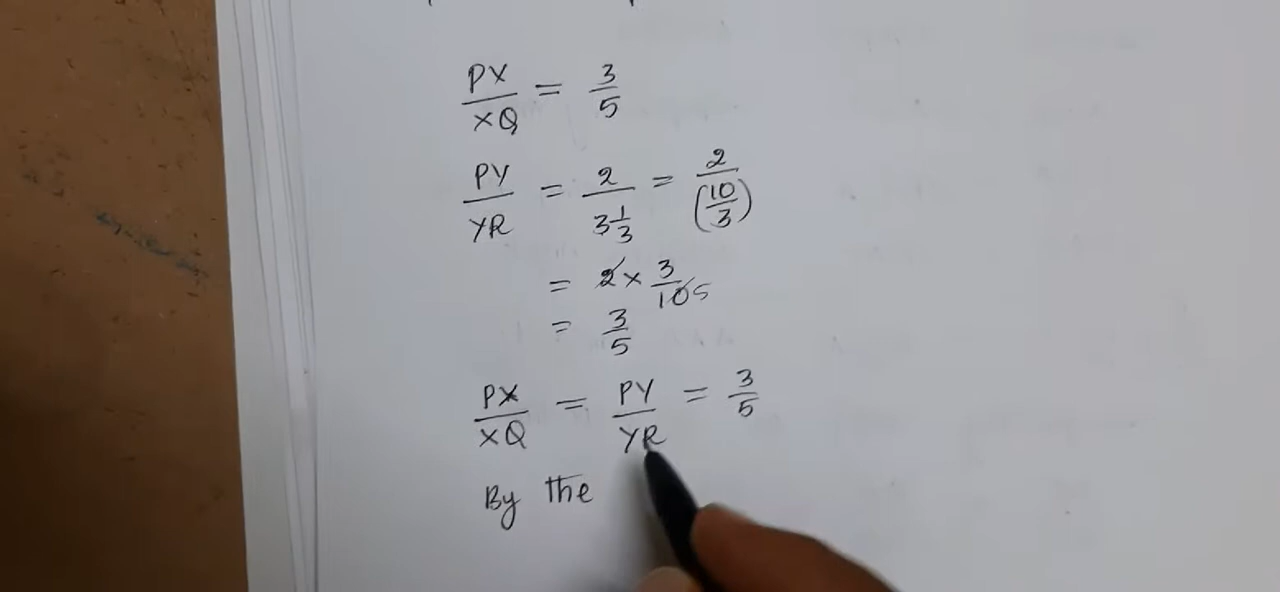 PX/XQ = 3/5
PY/YR = 2/3 1/3 = 2/(10/3)
= 2 × 3/10 5
= 3/5
PX/XQ = PY/YR = 3/5
By the